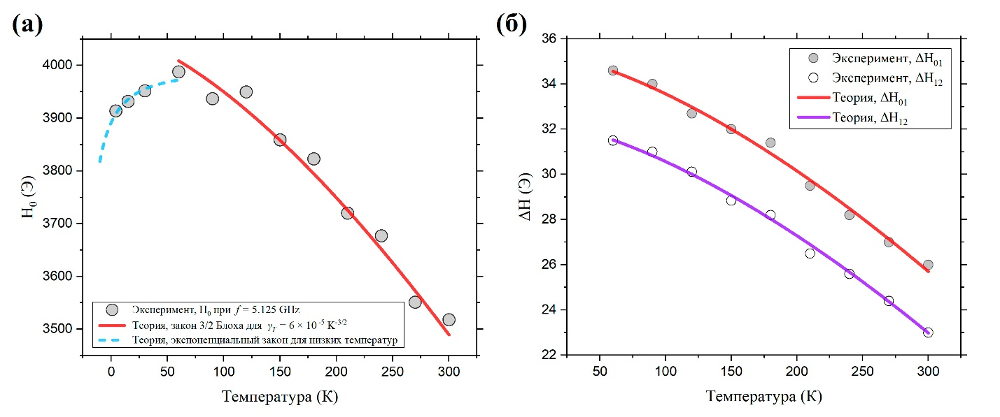 (а)
4000
3900
3800
3700
3600
3500
H0 (Э)
Эксперимент, H0 при f = 5.125 GHz
Теория, закон 3/2 Блоха для γT = 6 × 10 -5 K-3/2
Теория, экспоненциальный закон для низких температур
0 50 100 150 200 250 300
Температура (К)
(б)
36
34
32
30
28
26
24
22
ΔH (Э)
Эксперимент, ΔH01
Эксперимент, ΔH12
Теория, ΔH01
Теория, ΔH12
50 100 150 200 250 300
Температура (К)